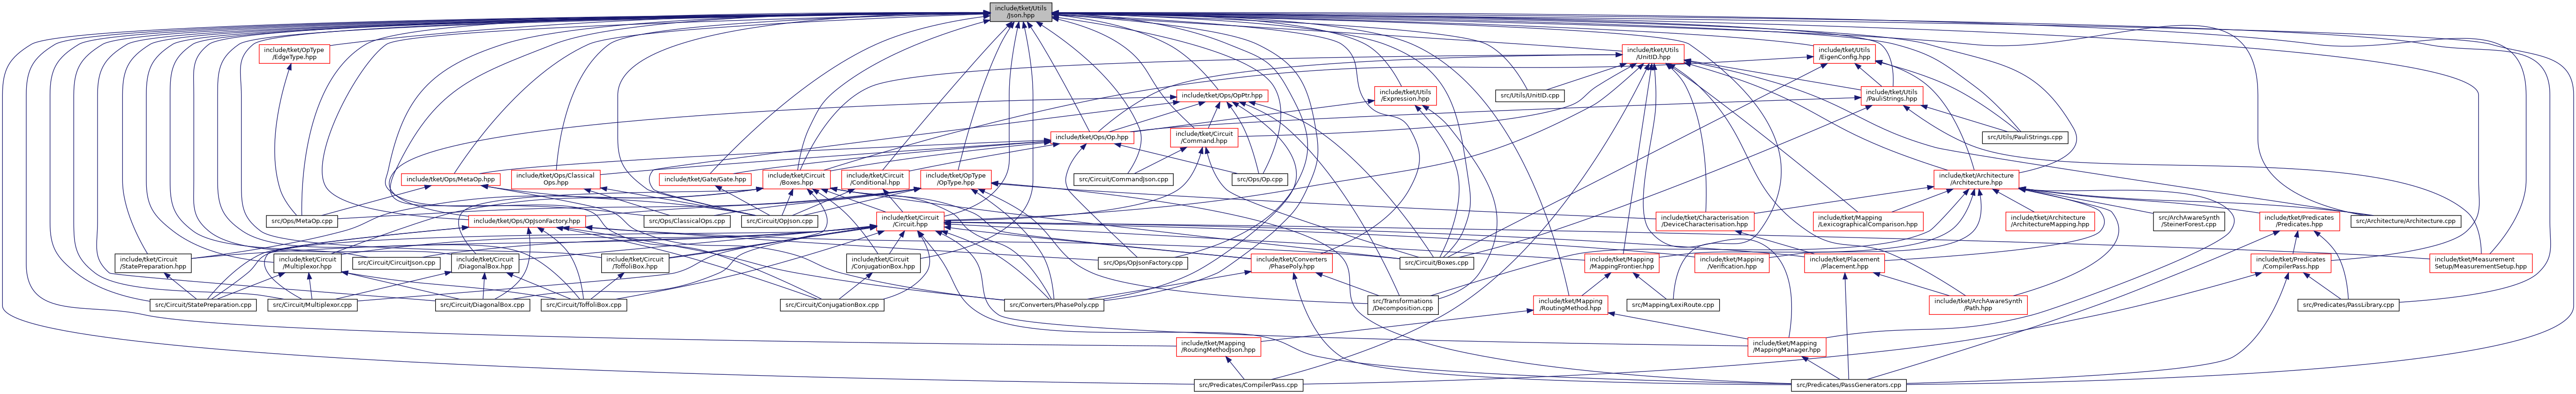 include/tket/Utils
/Json.hpp
include/tket/OpType
/EdgeType.hpp
include/tket/Utils
/UnitID.hpp
include/tket/Utils
/EigenConfig.hpp
include/tket/Ops/OpPtr.hpp
include/tket/Utils
/Expression.hpp
src/Utils/UnitID.cpp
include/tket/Utils
/PauliStrings.hpp
include/tket/Ops/Op.hpp
include/tket/Circuit
/Command.hpp
src/Utils/PauliStrings.cpp
include/tket/Ops/MetaOp.hpp
include/tket/Ops/Classical
Ops.hpp
include/tket/Gate/Gate.hpp
include/tket/Circuit
/Boxes.hpp
include/tket/Circuit
/Conditional.hpp
include/tket/OpType
/OpType.hpp
src/Circuit/CommandJson.cpp
src/Ops/Op.cpp
include/tket/Architecture
/Architecture.hpp
src/Ops/MetaOp.cpp
include/tket/Ops/OpJsonFactory.hpp
src/Ops/ClassicalOps.cpp
src/Circuit/OpJson.cpp
include/tket/Circuit
/Circuit.hpp
include/tket/Characterisation
/DeviceCharacterisation.hpp
include/tket/Mapping
/LexicographicalComparison.hpp
include/tket/Architecture
/ArchitectureMapping.hpp
src/ArchAwareSynth
/SteinerForest.cpp
include/tket/Predicates
/Predicates.hpp
src/Architecture/Architecture.cpp
include/tket/Circuit
/StatePreparation.hpp
include/tket/Circuit
/Multiplexor.hpp
src/Circuit/CircuitJson.cpp
include/tket/Circuit
/DiagonalBox.hpp
include/tket/Circuit
/ToffoliBox.hpp
include/tket/Circuit
/ConjugationBox.hpp
src/Ops/OpJsonFactory.cpp
include/tket/Converters
/PhasePoly.hpp
src/Circuit/Boxes.cpp
include/tket/Mapping
/MappingFrontier.hpp
include/tket/Mapping
/Verification.hpp
include/tket/Placement
/Placement.hpp
include/tket/Predicates
/CompilerPass.hpp
include/tket/Measurement
Setup/MeasurementSetup.hpp
src/Circuit/StatePreparation.cpp
src/Circuit/Multiplexor.cpp
src/Circuit/DiagonalBox.cpp
src/Circuit/ToffoliBox.cpp
src/Circuit/ConjugationBox.cpp
src/Converters/PhasePoly.cpp
src/Transformations
/Decomposition.cpp
include/tket/Mapping
/RoutingMethod.hpp
src/Mapping/LexiRoute.cpp
include/tket/ArchAwareSynth
/Path.hpp
src/Predicates/PassLibrary.cpp
include/tket/Mapping
/RoutingMethodJson.hpp
include/tket/Mapping
/MappingManager.hpp
src/Predicates/CompilerPass.cpp
src/Predicates/PassGenerators.cpp